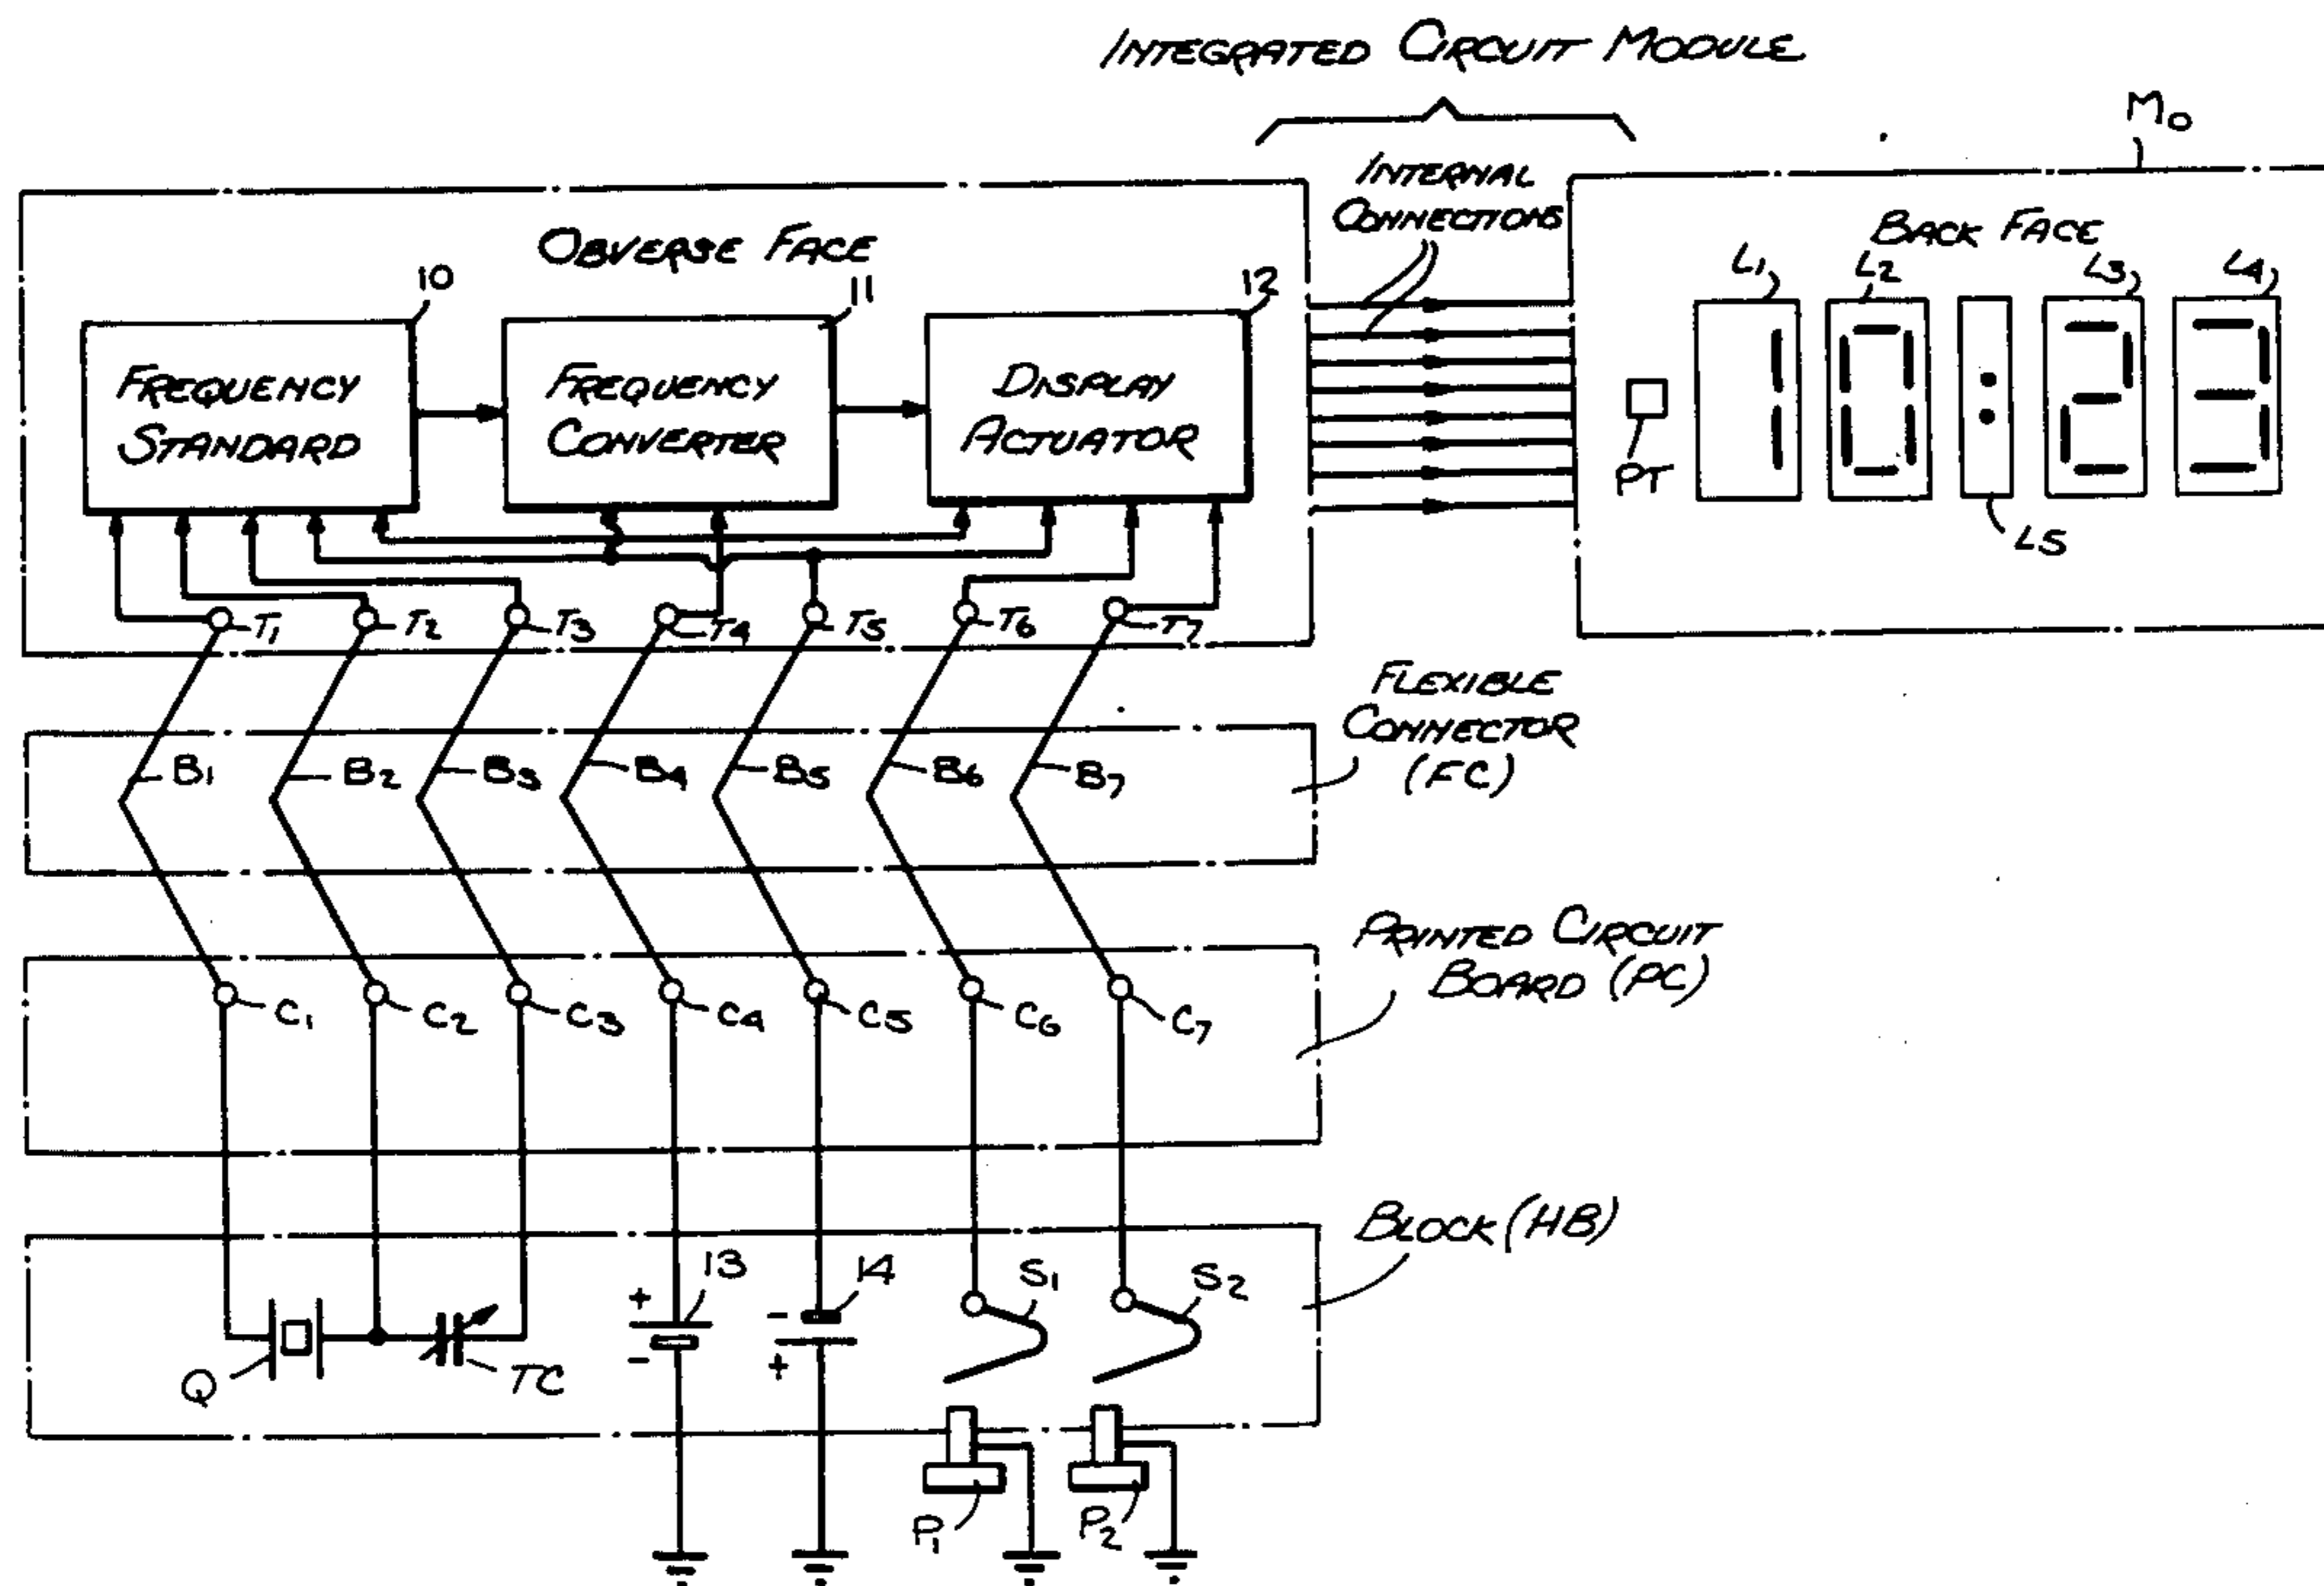 INTEGRATED CIRCUIT MODULE
M0
INTERNAL
CONNECTIONS
OBVERSE FACE
BACK FACE
10
11
12
L1
L2
L3
L4
FREQUENCY
STANDARD
FREQUENCY
CONVERTER
DISPLAY
ACTUATOR
PT
10:23
L5
T1
T2
T3
T4
T5
T6
T7
FLEXIBLE
CONNECTOR
(FC)
B1
B2
B3
B4
B5
B6
B7
PRINTED CIRCUIT
BOARD (PC)
C1
C2
C3
C4
C5
C6
C7
BLOCK (HB)
13
14
S1
S2
+
-
-
+
Q
TC
P1
P2